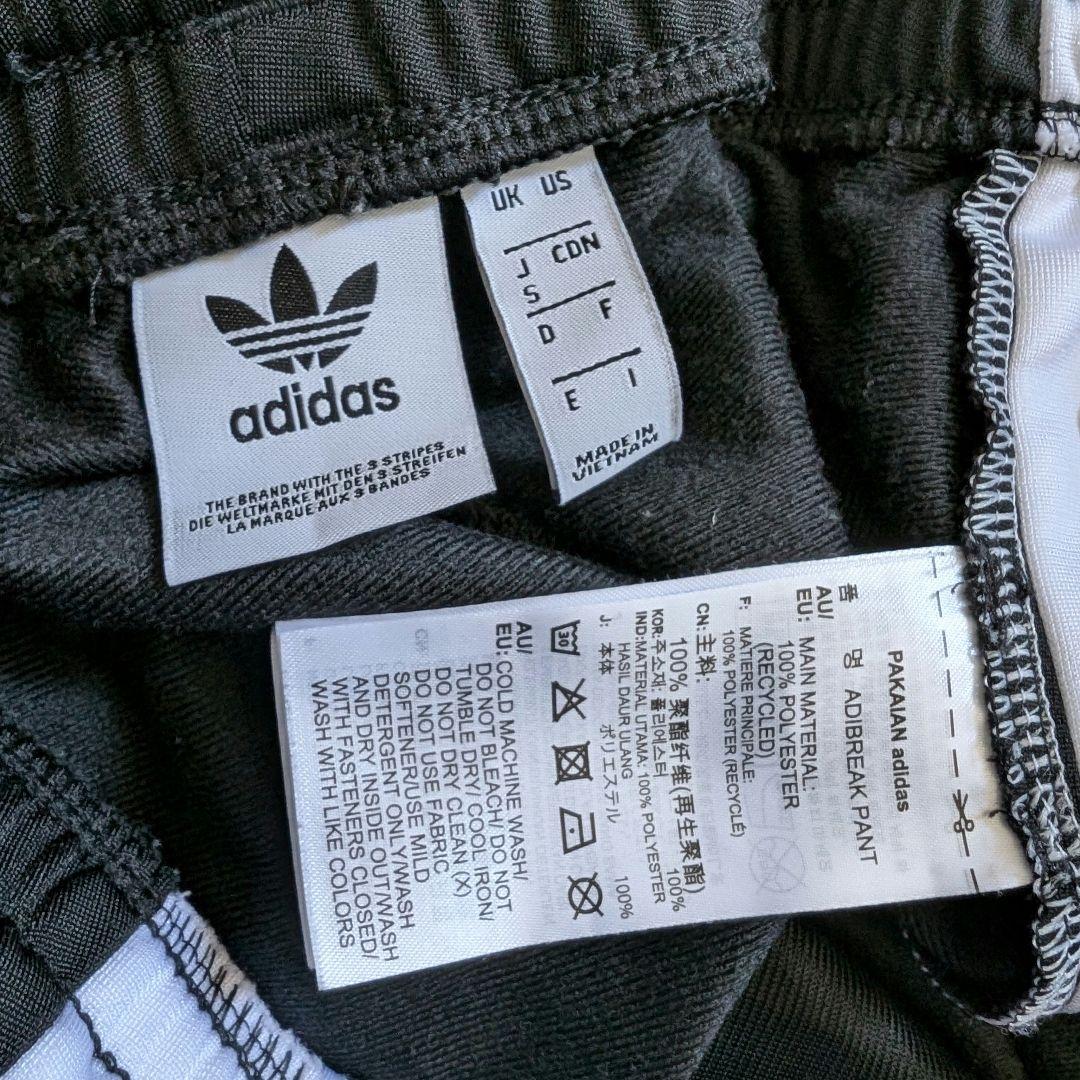 adidas
THE BRAND WITH THE 3 STRIPES
DIE WELTMARKE MIT DEN 3 STREIFEN
LA MARQUE AUX 3 BANDES
UK US
J CDN
S
D F
E I
MADE IN
VIETNAM
PAKAIAN adidas
품 명 ADIBREAK PANT
AU/
EU: MAIN MATERIAL:
100% POLYESTER
(RECYCLED)
F: MATIERE PRINCIPALE:
100% POLYESTER (RECYCLÉ)
CN: 主料:
100% 聚酯纤维(再生聚酯)
KOR:주소재: 폴리에스터 100%
IND:MATERIAL UTAMA: 100% POLYESTER
HASIL DAUR ULANG
J: 本体 ポリエステル 100%
30
AU/
EU: COLD MACHINE WASH/
DO NOT BLEACH/ DO NOT
TUMBLE DRY/ COOL IRON/
DO NOT DRY CLEAN (X)
DO NOT USE FABRIC
SOFTENER/USE MILD
DETERGENT ONLY/WASH
AND DRY INSIDE OUT/WASH
WITH FASTENERS CLOSED/
WASH WITH LIKE COLORS